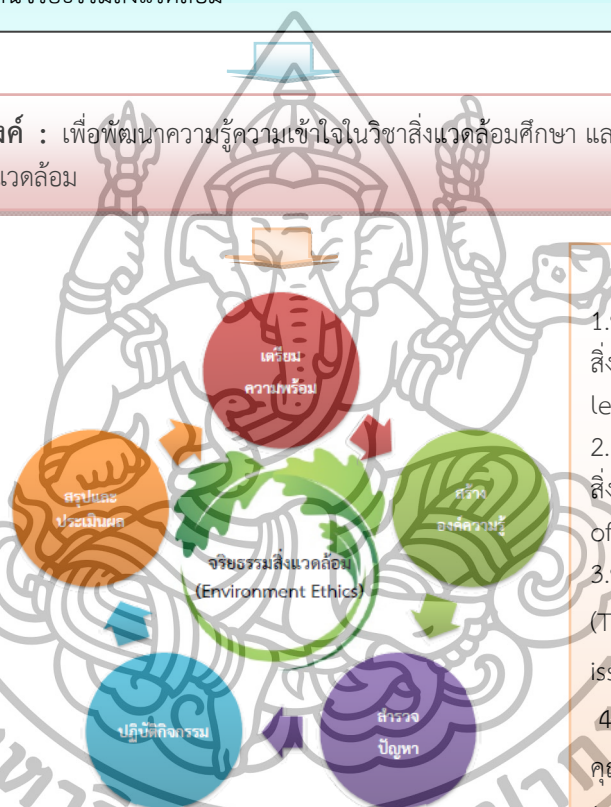 งค์ : เพื่อพัฒนาความรู้ความเข้าใจในวิชาสิ่งแวดล้อมศึกษา และ
แวดล้อม
เตรียม
ความพร้อม
สร้าง
องค์ความรู้
สำรวจ
ปัญหา
ปฏิบัติกิจกรรม
สรุปและ
ประเมินผล
จริยธรรมสิ่งแวดล้อม
(Environment Ethics)
1.
สิ่ง
le
2.
สิ่ง
of
3.
(T
iss
4
คุณ